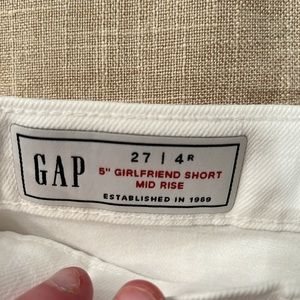 GAP
27 | 4R
5" GIRLFRIEND SHORT
MID RISE
ESTABLISHED IN 1969